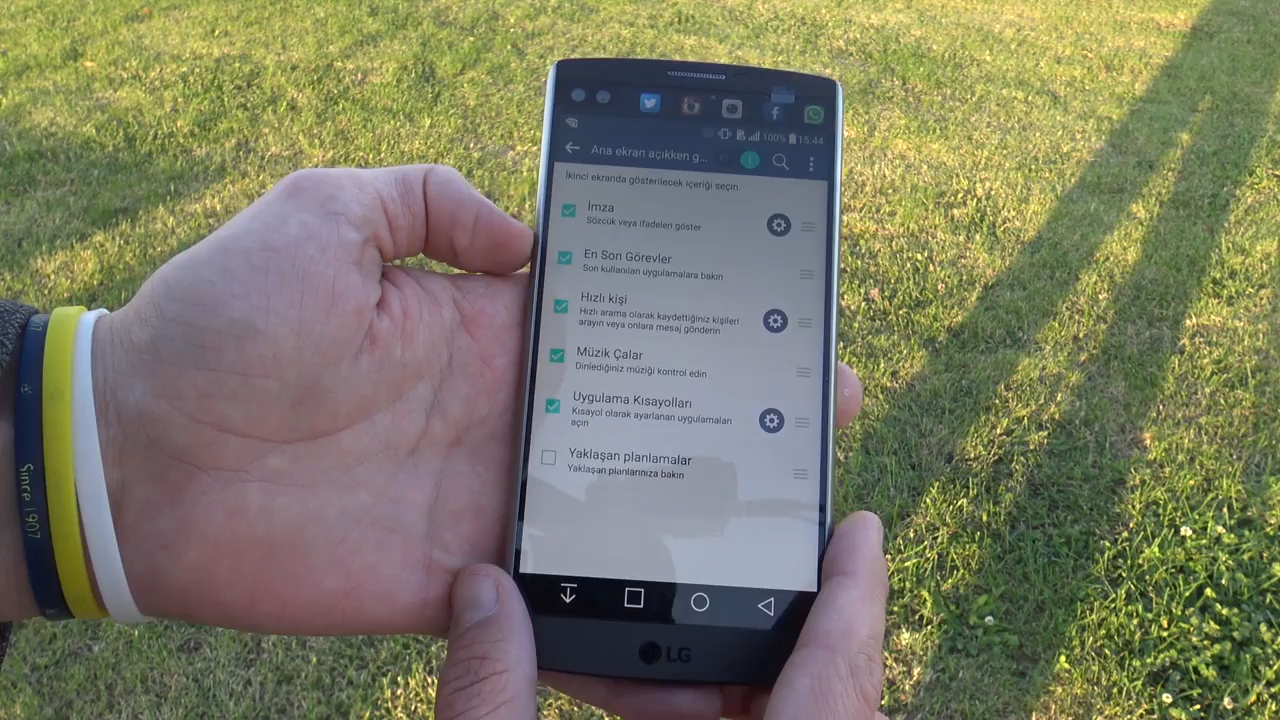 100% 15:44
Ana ekran açıkken g...
İkinci ekranda gösterilecek içeriği seçin.
İmza
Sözcük veya ifadeleri göster
En Son Görevler
Son kullanılan uygulamalara bakın
Hızlı kişi
Hızlı arama olarak kaydettiğiniz kişileri
arayın veya onlara mesaj gönderin
Müzik Çalar
Dinlediğiniz müziği kontrol edin
Uygulama Kısayolları
Kısayol olarak ayarlanan uygulamaları
açın
Yaklaşan planlamalar
Yaklaşan planlarınıza bakın
LG
Since 1907